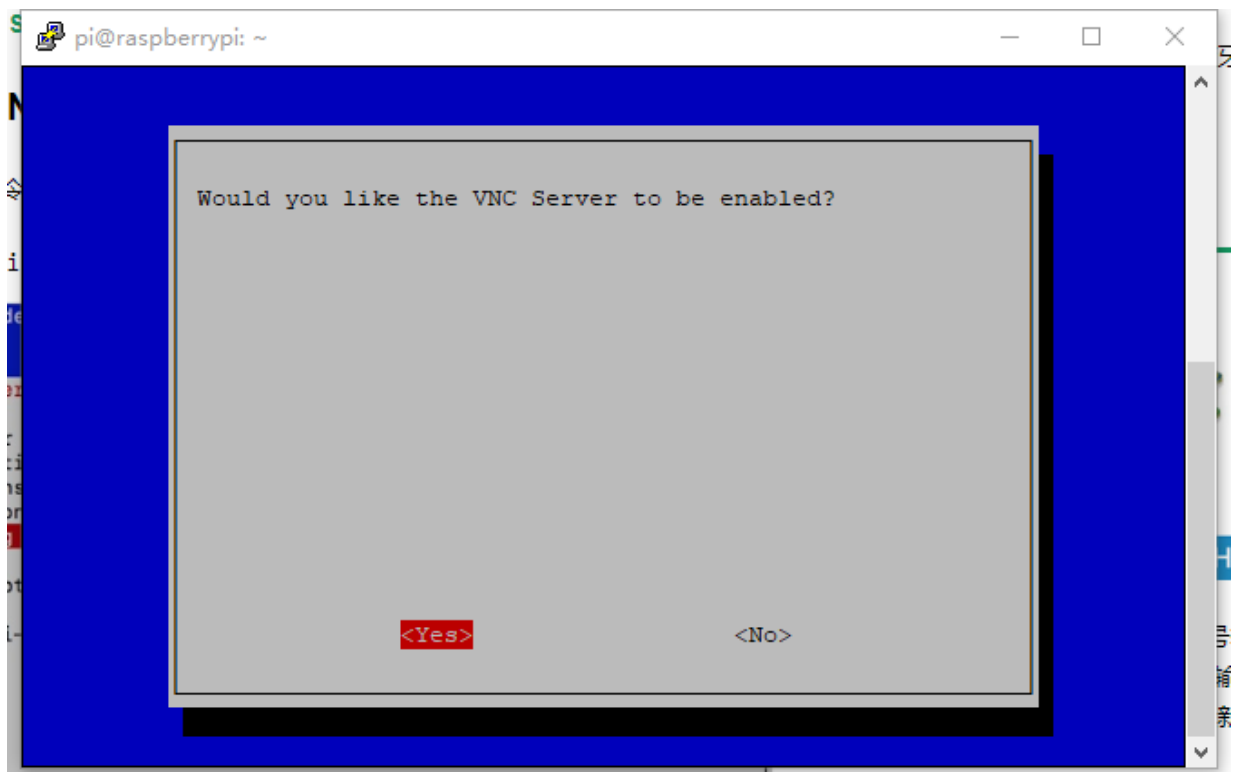 pi@raspberrypi: ~
Would you like the VNC Server to be enabled?
<Yes> <No>